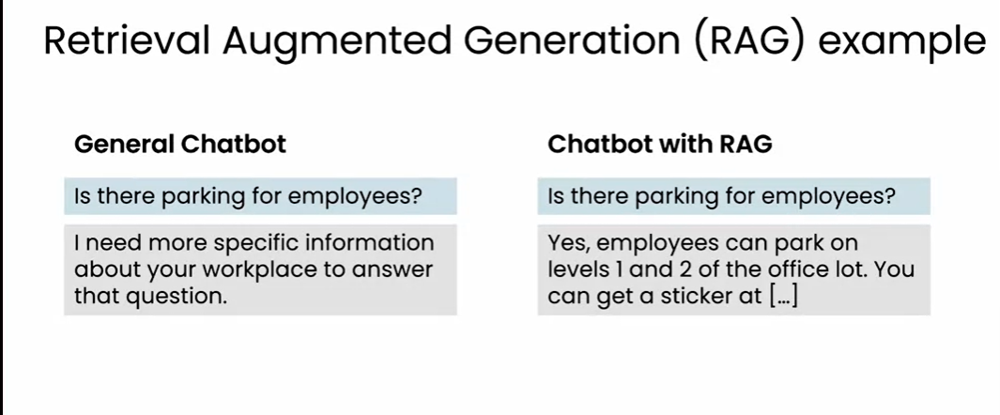 Retrieval Augmented Generation (RAG) example
General Chatbot
Is there parking for employees?
I need more specific information
about your workplace to answer
that question.
Chatbot with RAG
Is there parking for employees?
Yes, employees can park on
levels 1 and 2 of the office lot. You
can get a sticker at [...]